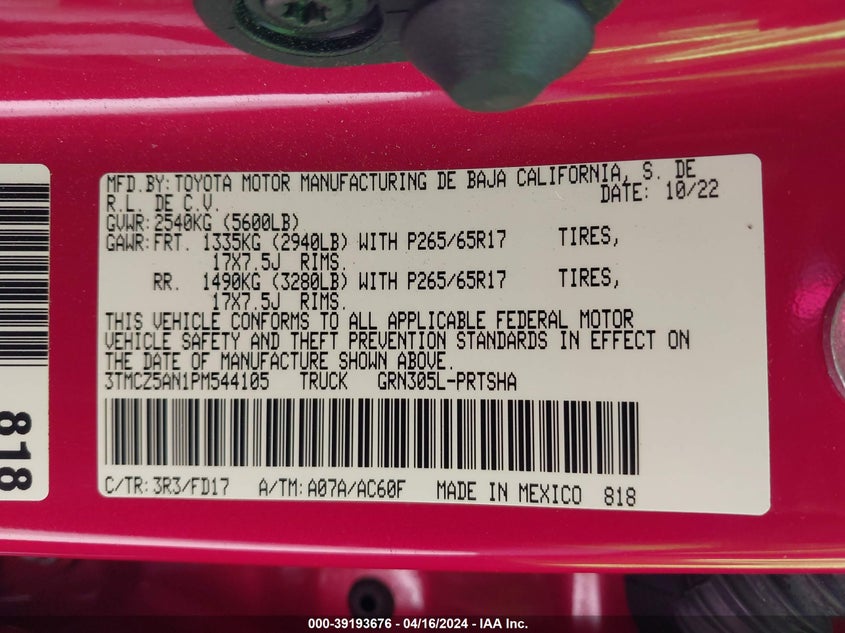 MFD.BY:TOYOTA MOTOR MANUFACTURING DE BAJA CALIFORNIA, S. DE
R.L. DE C.V. DATE: 10/22
GVWR:2540KG (5600LB)
GAWR:FRT. 1335KG (2940LB) WITH P265/65R17 TIRES,
17X7.5J RIMS.
RR. 1490KG (3280LB) WITH P265/65R17 TIRES,
17X7.5J RIMS.
THIS VEHICLE CONFORMS TO ALL APPLICABLE FEDERAL MOTOR
VEHICLE SAFETY AND THEFT PREVENTION STANDARDS IN EFFECT ON
THE DATE OF MANUFACTURE SHOWN ABOVE.
3TMCZ5AN1PM544105 TRUCK GRN305L-PRTSHA
C/TR:3R3/FD17 A/TM:A07A/AC60F MADE IN MEXICO 818
818
000-39193676 - 04/16/2024 - IAA Inc.